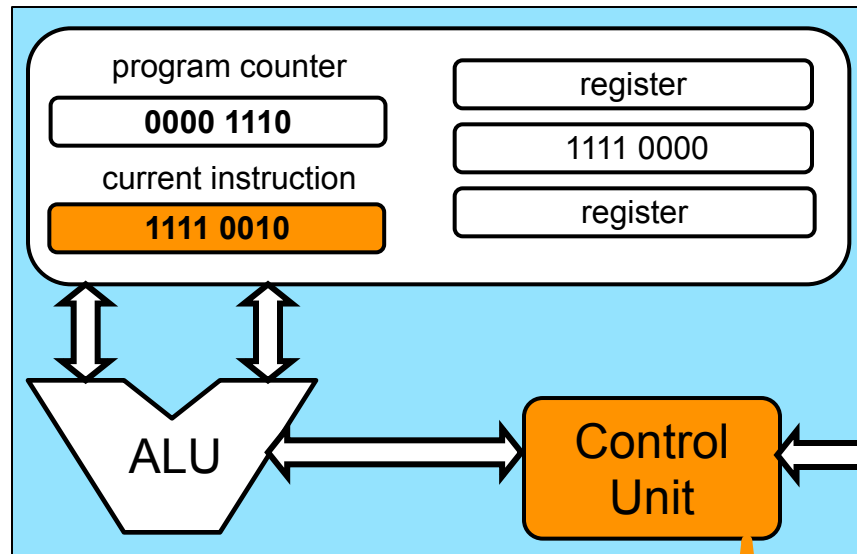 program counter
0000 1110
current instruction
1111 0010
register
1111 0000
register
ALU
Control
Unit